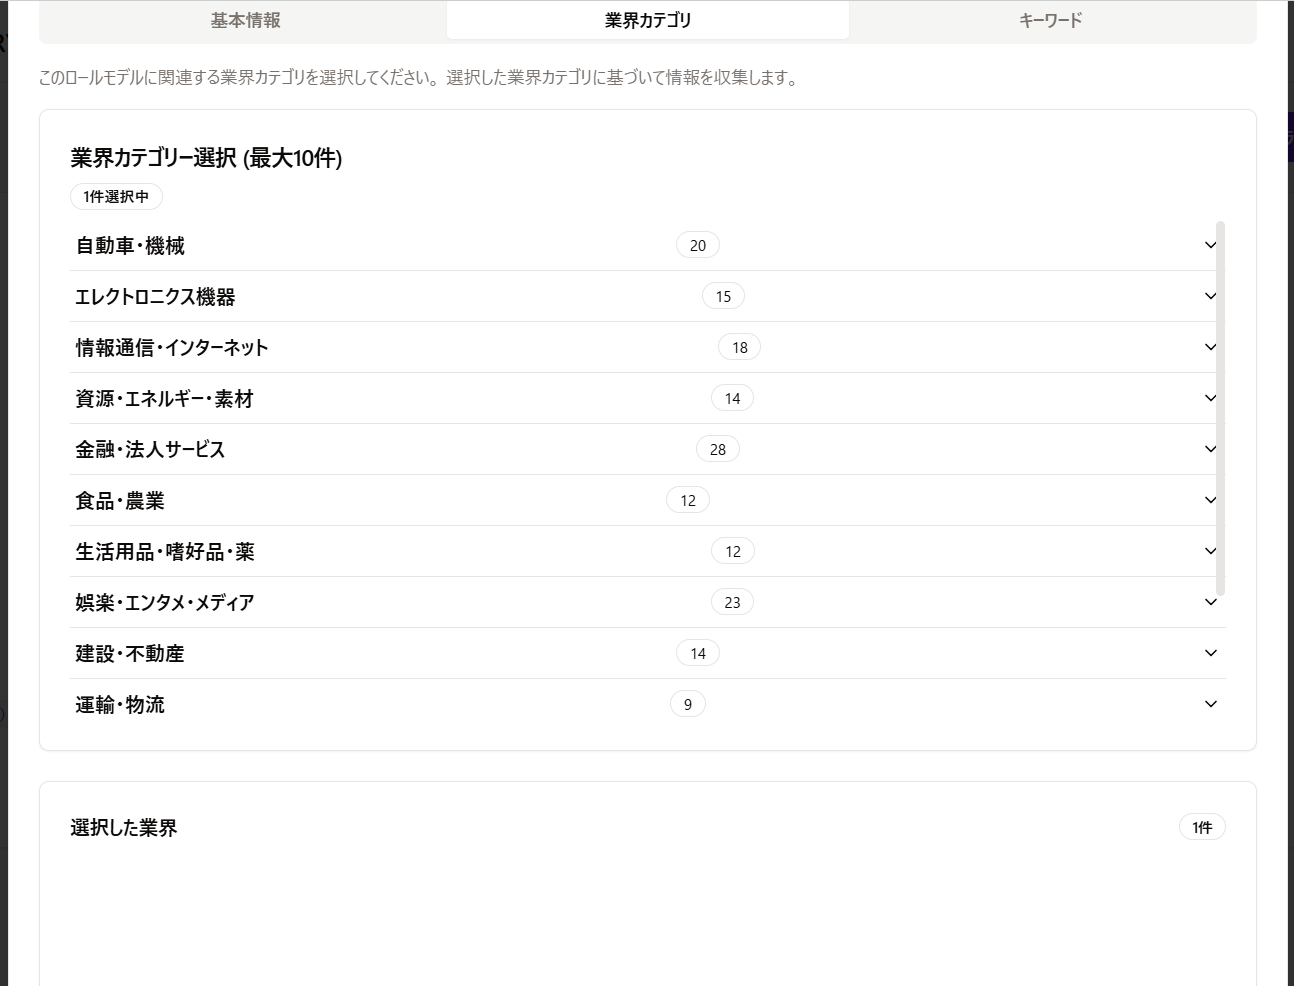 基本情報
業界カテゴリ
キーワード
このロールモデルに関連する業界カテゴリを選択してください。選択した業界カテゴリに基づいて情報を収集します。
業界カテゴリー選択 (最大10件)
1件選択中
自動車・機械 20
エレクトロニクス機器 15
情報通信・インターネット 18
資源・エネルギー・素材 14
金融・法人サービス 28
食品・農業 12
生活用品・嗜好品・薬 12
娯楽・エンタメ・メディア 23
建設・不動産 14
運輸・物流 9
選択した業界
1件